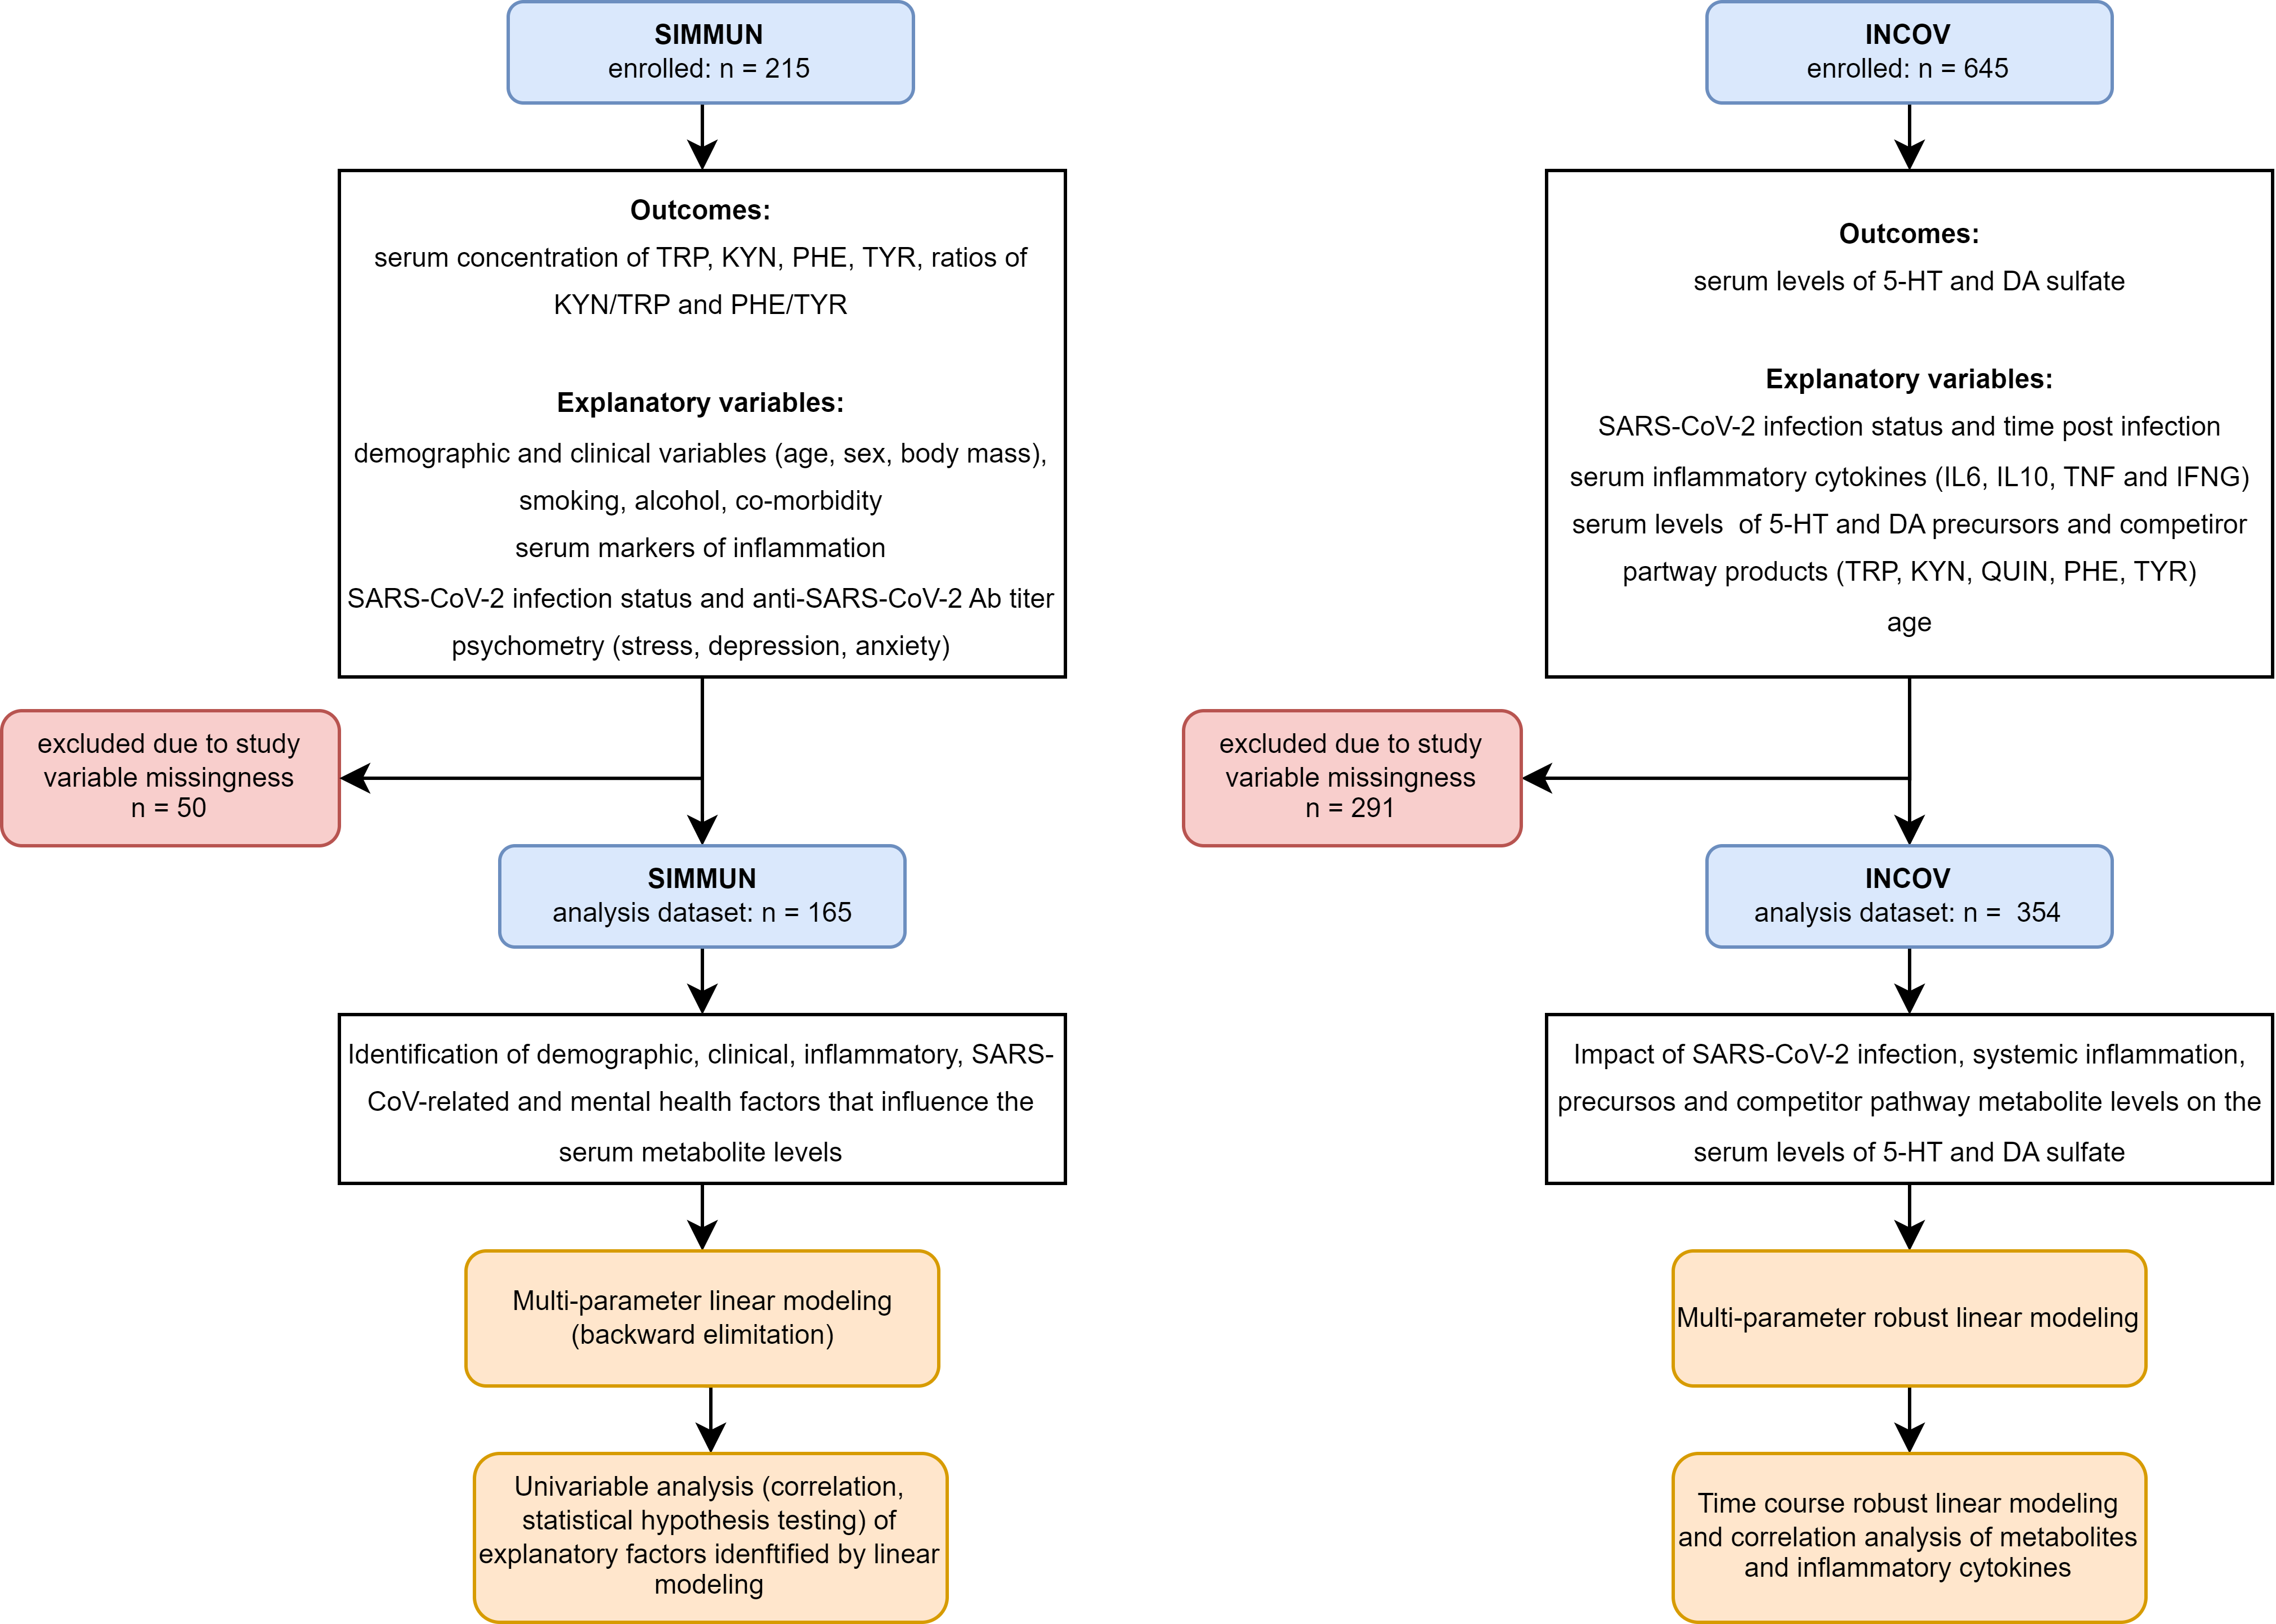 SIMMUN
enrolled: n = 215
Outcomes:
serum concentration of TRP, KYN, PHE, TYR, ratios of
KYN/TRP and PHE/TYR
Explanatory variables:
demographic and clinical variables (age, sex, body mass),
smoking, alcohol, co-morbidity
serum markers of inflammation
SARS-CoV-2 infection status and anti-SARS-CoV-2 Ab titer
psychometry (stress, depression, anxiety)
excluded due to study
variable missingness
n = 50
SIMMUN
analysis dataset: n = 165
Identification of demographic, clinical, inflammatory, SARS-
CoV-related and mental health factors that influence the
serum metabolite levels
Multi-parameter linear modeling
(backward elimitation)
Univariable analysis (correlation,
statistical hypothesis testing) of
explanatory factors idenftified by linear
modeling
INCOV
enrolled: n = 645
Outcomes:
serum levels of 5-HT and DA sulfate
Explanatory variables:
SARS-CoV-2 infection status and time post infection
serum inflammatory cytokines (IL6, IL10, TNF and IFNG)
serum levels  of 5-HT and DA precursors and competiror
partway products (TRP, KYN, QUIN, PHE, TYR)
age
excluded due to study
variable missingness
n = 291
INCOV
analysis dataset: n =  354
Impact of SARS-CoV-2 infection, systemic inflammation,
precursos and competitor pathway metabolite levels on the
serum levels of 5-HT and DA sulfate
Multi-parameter robust linear modeling
Time course robust linear modeling
and correlation analysis of metabolites
and inflammatory cytokines